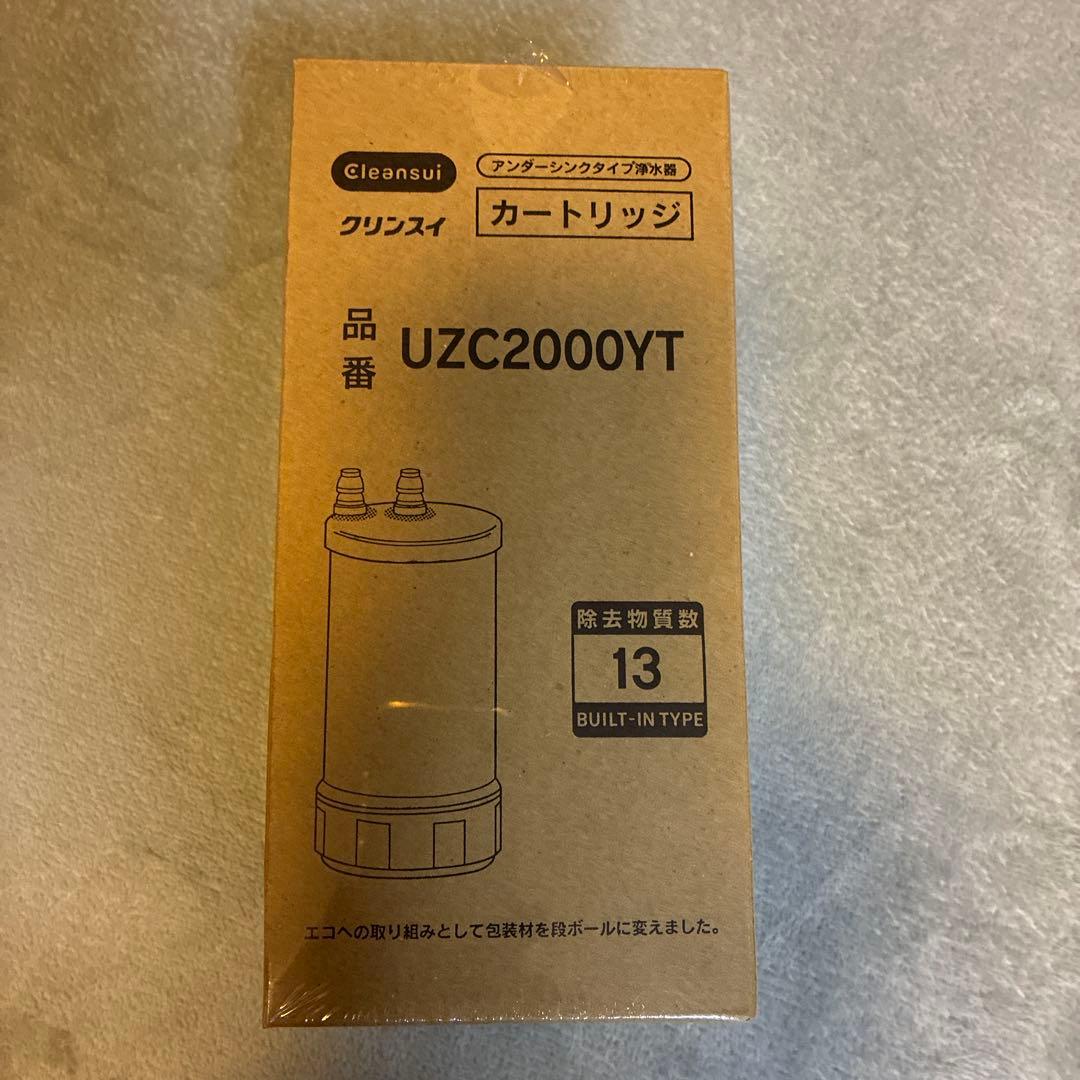 Cleansui
クリンスイ
アンダーシンクタイプ浄水器
カートリッジ
品番
UZC2000YT
除去物質数
13
BUILT-IN TYPE
エコへの取り組みとして包装材を段ボールに変えました。